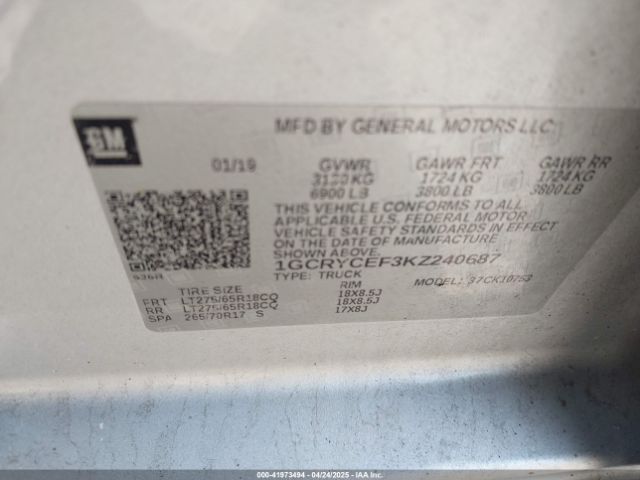 GM
MFD BY GENERAL MOTORS LLC
01/19 GVWR GAWR FRT GAWR RR
3130 KG 1724 KG 1724 KG
6900 LB 3800 LB 3800 LB
THIS VEHICLE CONFORMS TO ALL
APPLICABLE U.S. FEDERAL MOTOR
VEHICLE SAFETY STANDARDS IN EFFECT
ON THE DATE OF MANUFACTURE
SHOWN ABOVE.
1GCRYCEF3KZ240687
TYPE: TRUCK MODEL:
TIRE SIZE RIM
FRT LT275/65R18CQ 18X8.5J
RR LT275/65R18CQ 18X8.5J
SPA 265/70R17 S 17X8J
000-41973494 - 04/24/2025 - IAA Vehicles